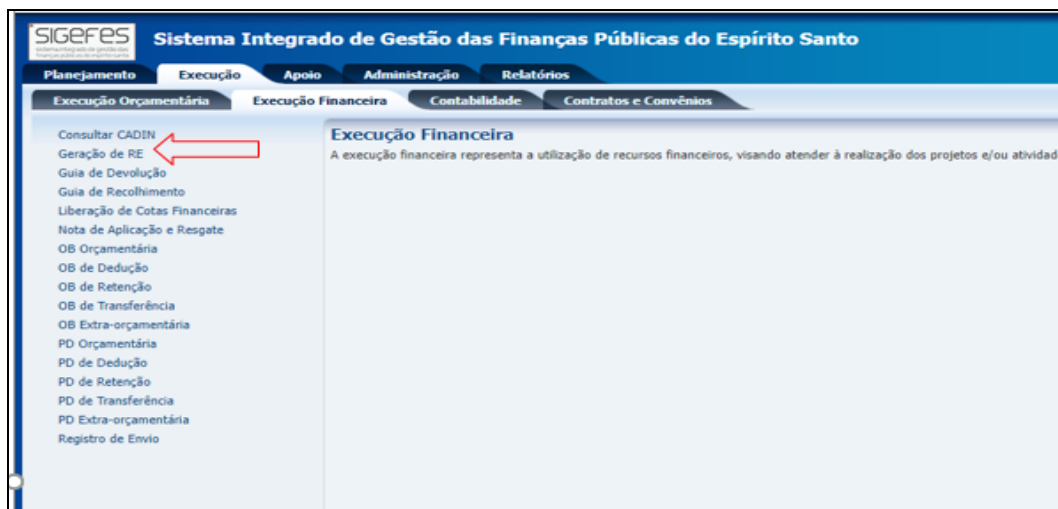 SIGEFES
Sistema Integrado de Gestão das Finanças Públicas do Espírito Santo
Planejamento Execução Apoio Administração Relatórios
Execução Orçamentária Execução Financeira Contabilidade Contratos e Convênios
Consultar CADIN
Geração de RE
Guia de Devolução
Guia de Recolhimento
Liberação de Cotas Financeiras
Nota de Aplicação e Resgate
OB Orçamentária
OB de Dedução
OB de Retenção
OB de Transferência
OB Extra-orçamentária
PD Orçamentária
PD de Dedução
PD de Retenção
PD de Transferência
PD Extra-orçamentária
Registro de Envio
Execução Financeira
A execução financeira representa a utilização de recursos financeiros, visando atender à realização dos projetos e/ou atividad